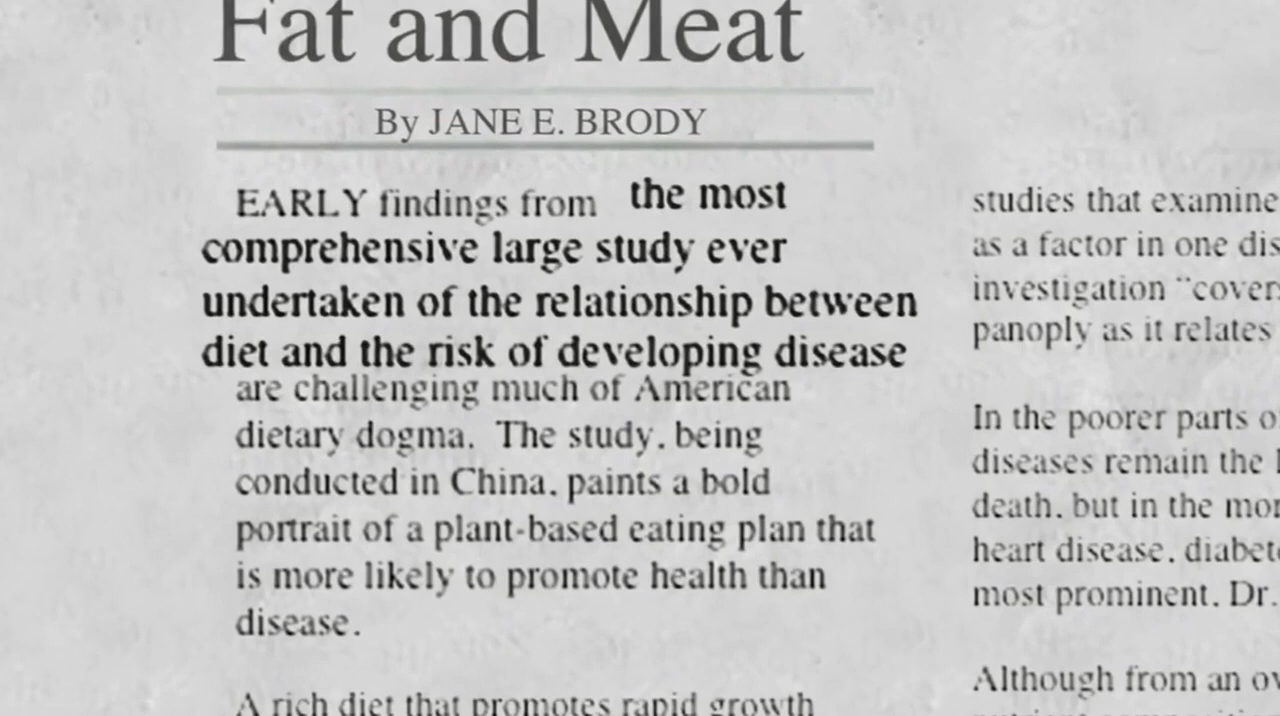 Fat and Meat
By JANE E. BRODY
EARLY findings from the most
comprehensive large study ever
undertaken of the relationship between
diet and the risk of developing disease
are challenging much of American
dietary dogma. The study, being
conducted in China, paints a bold
portrait of a plant-based eating plan that
is more likely to promote health than
disease.
A rich diet that promotes rapid growth
studies that examine
as a factor in one
investigation
panoply as it relates
In the poorer parts
diseases remain the
death, but in the
heart disease,
most prominent. Dr.
Although from an